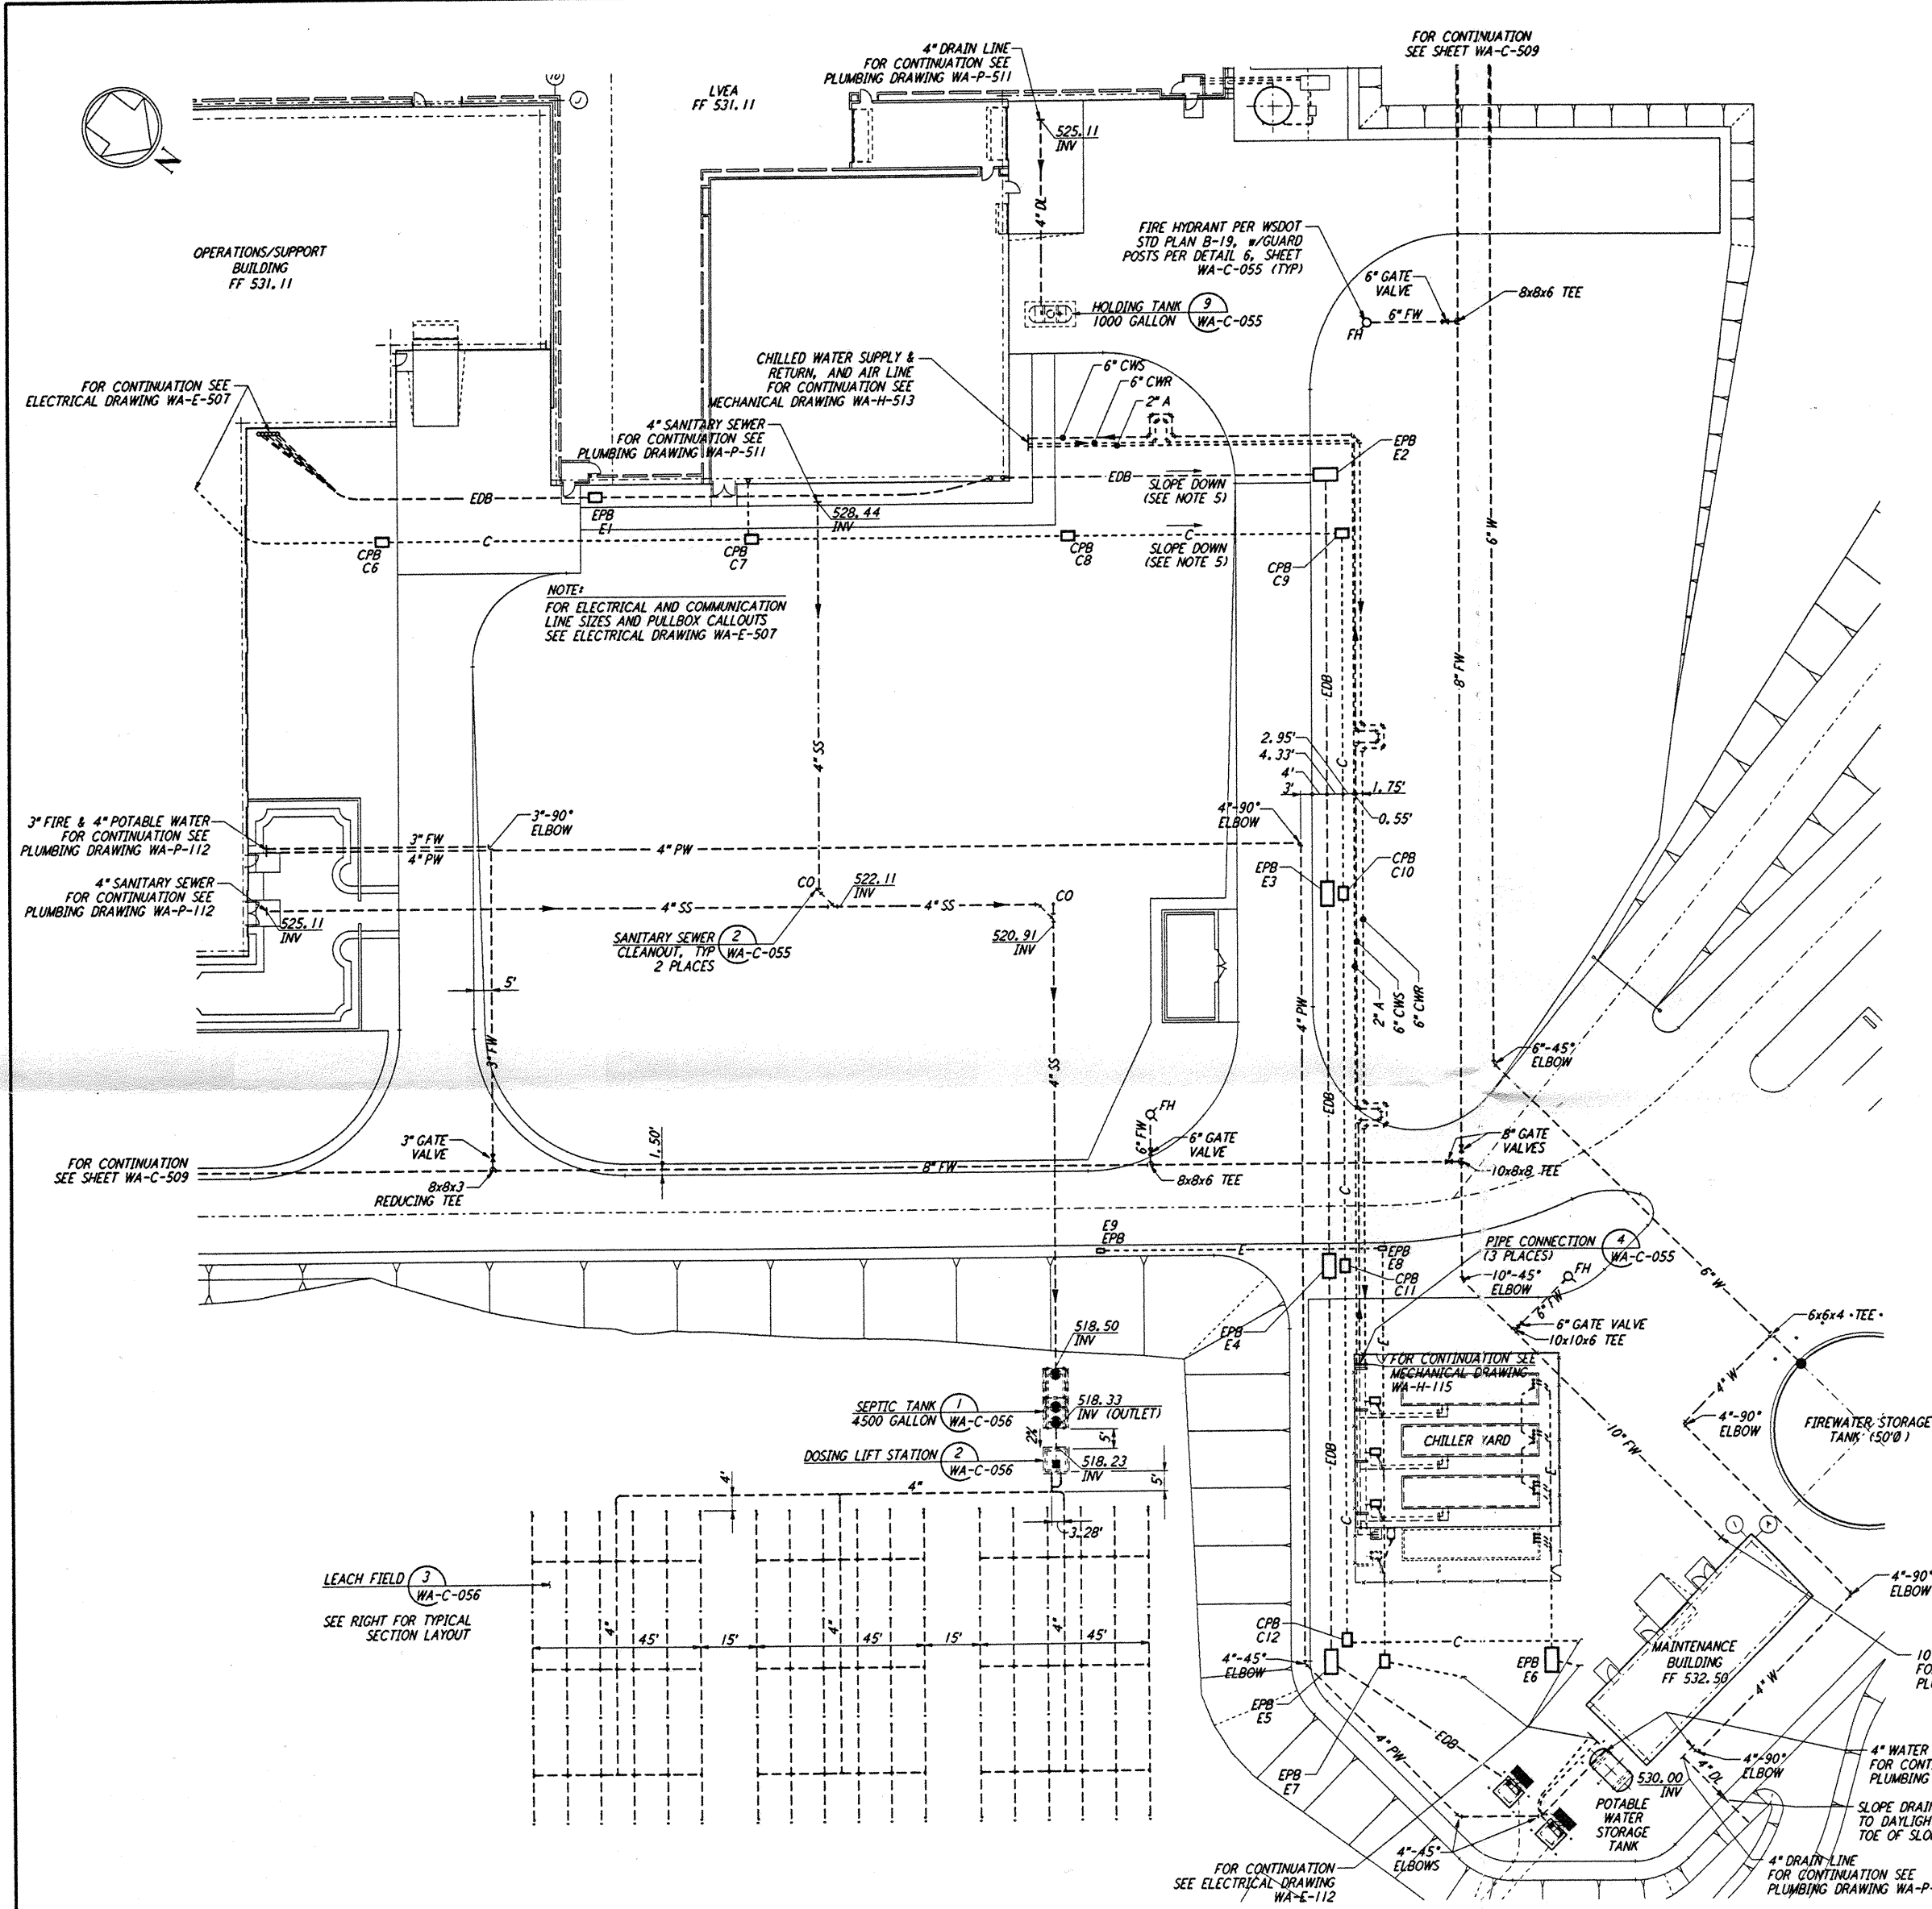 FOR CONTINUATION
SEE SHEET WA-C-509
4" DRAIN LINE
FOR CONTINUATION SEE
PLUMBING DRAWING WA-P-511
10
J
LVEA
FF 531.11
525.11
INV
N
4" DL
OPERATIONS/SUPPORT
BUILDING
FF 531.11
FIRE HYDRANT PER WSDOT
STD PLAN B-19, W/GUARD
POSTS PER DETAIL 6, SHEET
WA-C-055 (TYP)
6" GATE
VALVE
8x8x6 TEE
6" FW
FH
HOLDING TANK
1000 GALLON
9
WA-C-055
CHILLED WATER SUPPLY &
RETURN, AND AIR LINE
FOR CONTINUATION SEE
MECHANICAL DRAWING WA-H-513
6" CWS
6" CWR
2" A
FOR CONTINUATION SEE
ELECTRICAL DRAWING WA-E-507
4" SANITARY SEWER
FOR CONTINUATION SEE
PLUMBING DRAWING WA-P-511
EPB
E2
EDB
EPB
E1
EDB
SLOPE DOWN
(SEE NOTE 5)
528.44
INV
6" W
C
CPB
C6
CPB
C7
CPB
C8
C
SLOPE DOWN
(SEE NOTE 5)
CPB
C9
NOTE:
FOR ELECTRICAL AND COMMUNICATION
LINE SIZES AND PULLBOX CALLOUTS
SEE ELECTRICAL DRAWING WA-E-507
EDB
8" FW
4" SS
C
2.95'
4.33'
4'
3'
1.75'
0.55'
4"-90°
ELBOW
3" FIRE & 4" POTABLE WATER
FOR CONTINUATION SEE
PLUMBING DRAWING WA-P-112
3"-90°
ELBOW
3" FW
4" PW
4" PW
EPB
E3
CPB
C10
4" SANITARY SEWER
FOR CONTINUATION SEE
PLUMBING DRAWING WA-P-112
525.11
INV
CO
522.11
INV
4" SS
4" SS
CO
520.91
INV
SANITARY SEWER
CLEANOUT, TYP
2 PLACES
2
WA-C-055
5'
2" A
6" CWS
6" CWR
4" PW
3" FW
4" SS
EDB
6"-45°
ELBOW
FH
6" FW
6" GATE
VALVE
8x8x6 TEE
3" GATE
VALVE
1.50'
8" FW
8" GATE
VALVES
10x8x8 TEE
FOR CONTINUATION
SEE SHEET WA-C-509
8x8x3
REDUCING TEE
C
E9
EPB
E
EPB
E8
PIPE CONNECTION
(3 PLACES)
4
WA-C-055
CPB
C11
10"-45°
ELBOW
FH
6" FW
6" W
6" GATE VALVE
10x10x6 TEE
6x6x4 TEE
EPB
E4
E
518.50
INV
FOR CONTINUATION SEE
MECHANICAL DRAWING
WA-H-115
4" W
SEPTIC TANK
4500 GALLON
1
WA-C-056
518.33
INV (OUTLET)
4"-90°
ELBOW
FIREWATER STORAGE
TANK (50'Ø)
CHILLER YARD
10" FW
2%
5'
DOSING LIFT STATION
2
WA-C-056
518.23
INV
5'
EDB
E
4'
4"
3.28'
C
LEACH FIELD
3
WA-C-056
SEE RIGHT FOR TYPICAL
SECTION LAYOUT
1
A
4"-90°
ELBOW
4"
4"
4"
45'
15'
45'
15'
45'
CPB
C12
C
4"-45°
ELBOW
EPB
E6
MAINTENANCE
BUILDING
FF 532.50
10
FO
PL
EPB
E5
4" W
4" PW
EDB
EPB
E7
4"-90°
ELBOW
4" DL
4" WATER
FOR CONT
PLUMBING
530.00
INV
POTABLE
WATER
STORAGE
TANK
SLOPE DRAIN
TO DAYLIGHT
TOE OF SLO
4"-45°
ELBOWS
FOR CONTINUATION
SEE ELECTRICAL DRAWING
WA-E-112
4" DRAIN LINE
FOR CONTINUATION SEE
PLUMBING DRAWING WA-P-